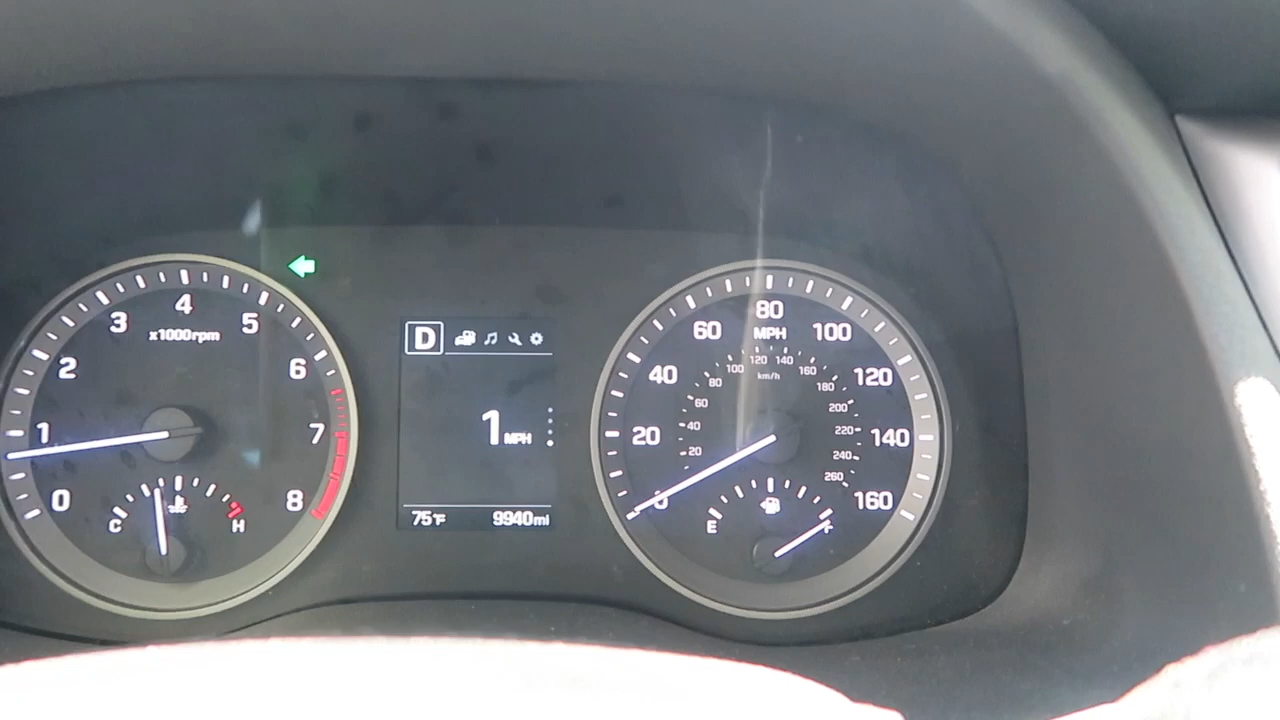 0 1 2 3 4 5 6 7 8
x1000rpm
C H
D
1 MPH
75°F 9940mi
0 20 40 60 80 100 120 140 160
MPH
20 40 60 80 100 120 140 160 180 200 220 240 260
km/h
E F